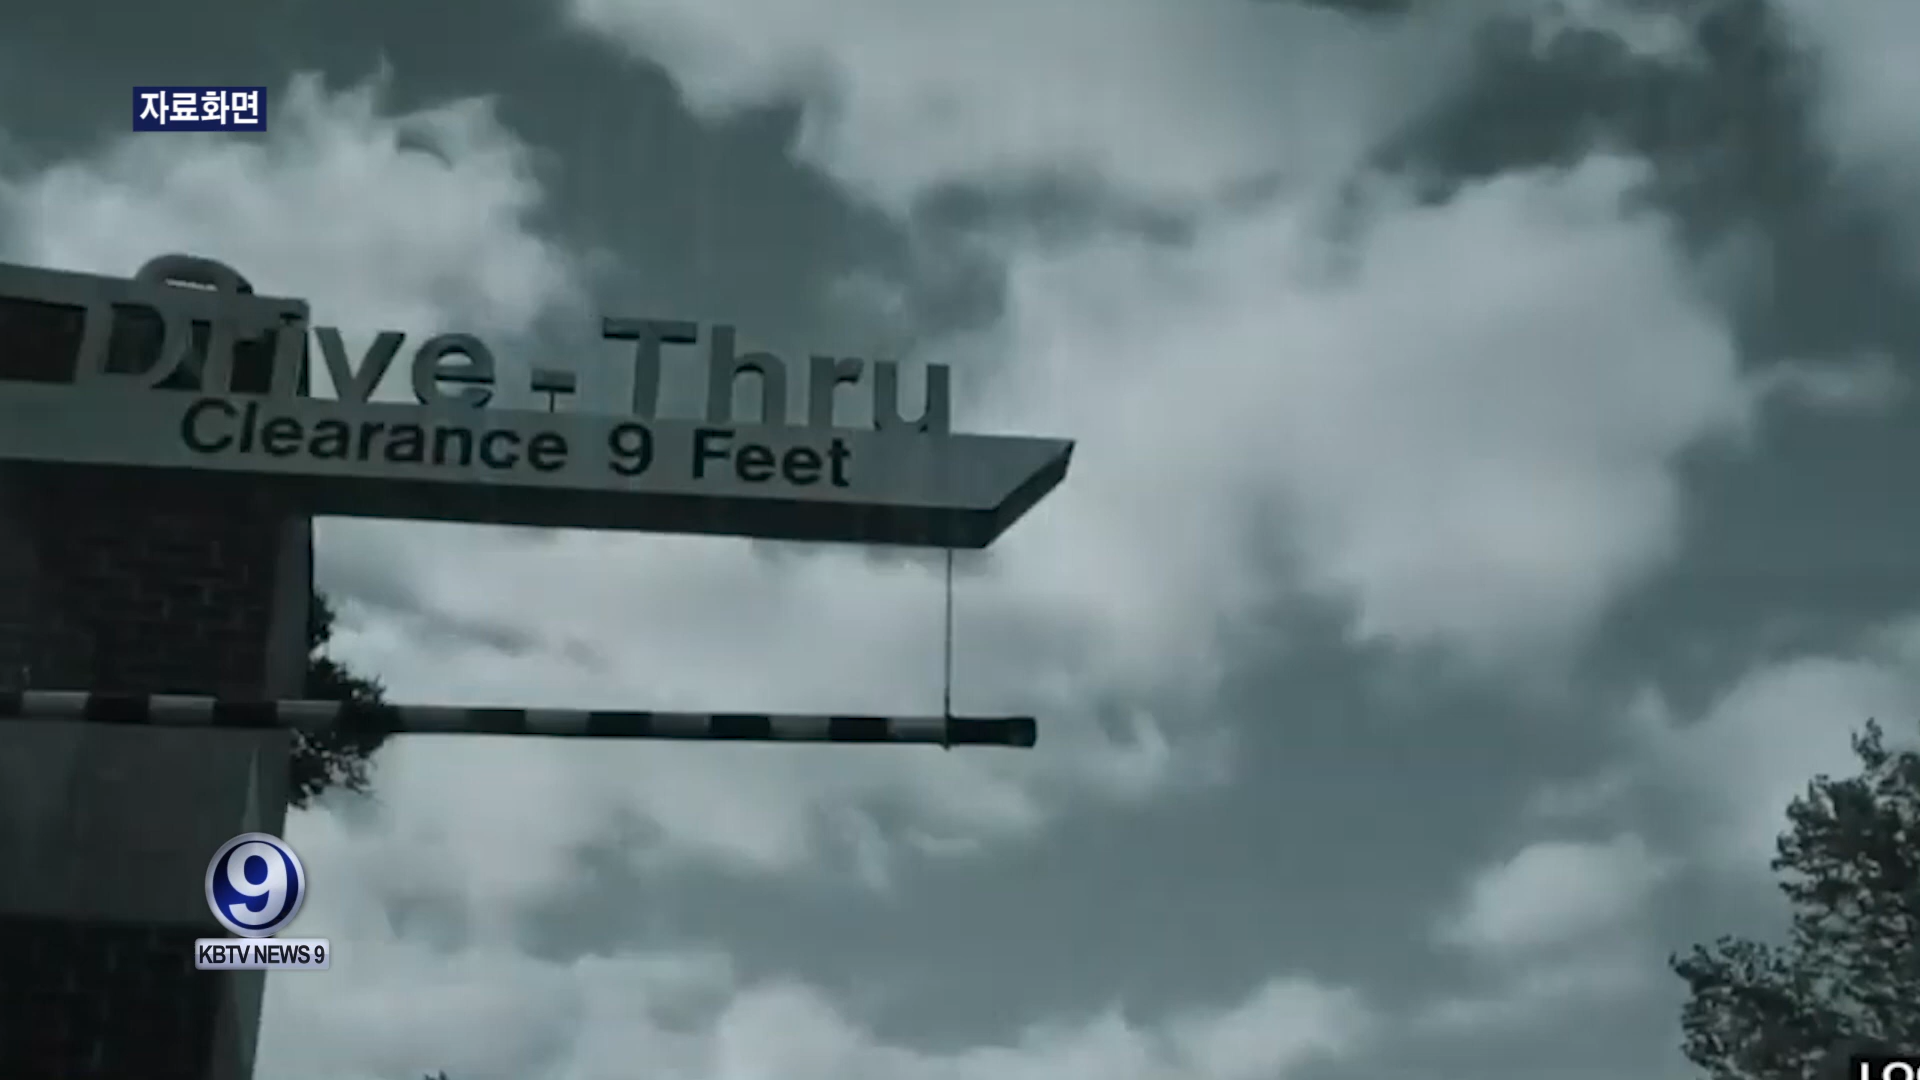 자료화면
Drive-Thru
Clearance 9 Feet
9
KBTV NEWS 9